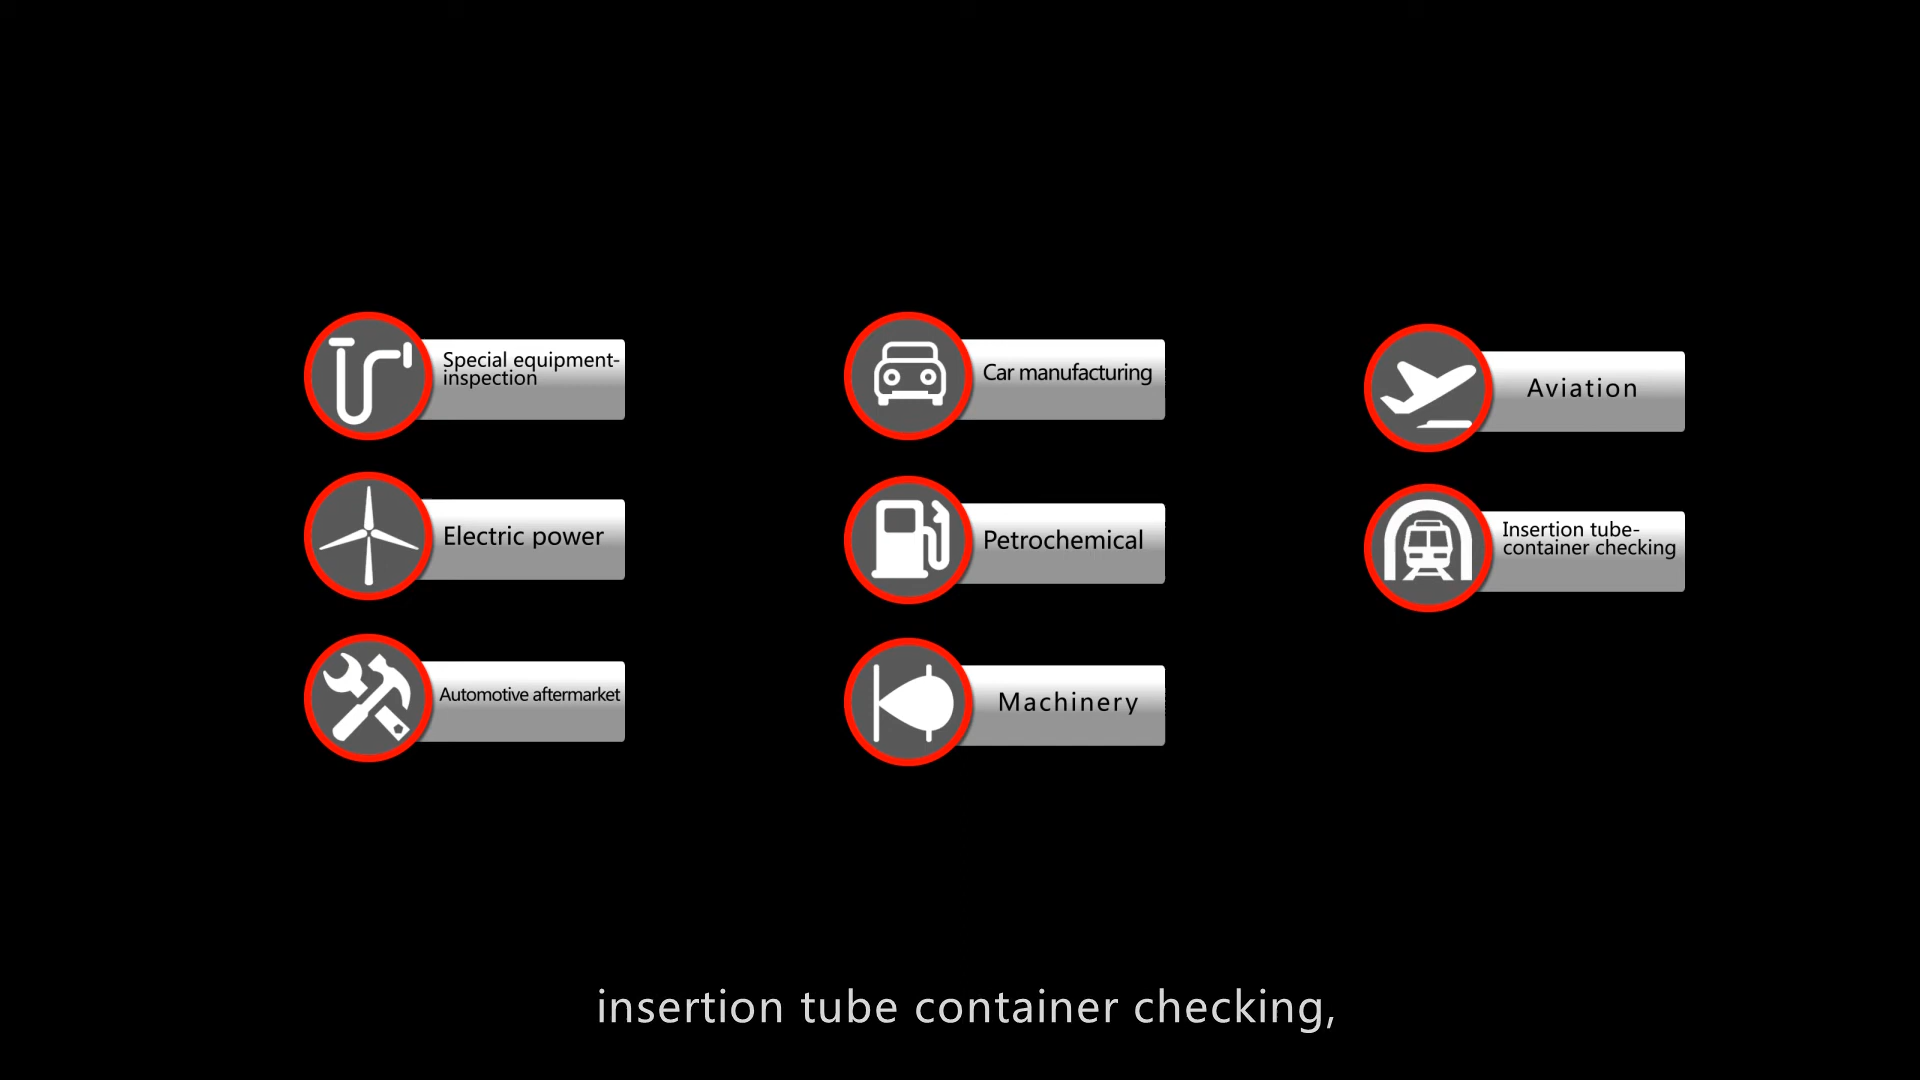 Special equipment-
inspection
Electric power
Automotive aftermarket
Car manufacturing
Petrochemical
Machinery
Aviation
Insertion tube-
container checking
insertion tube container checking,